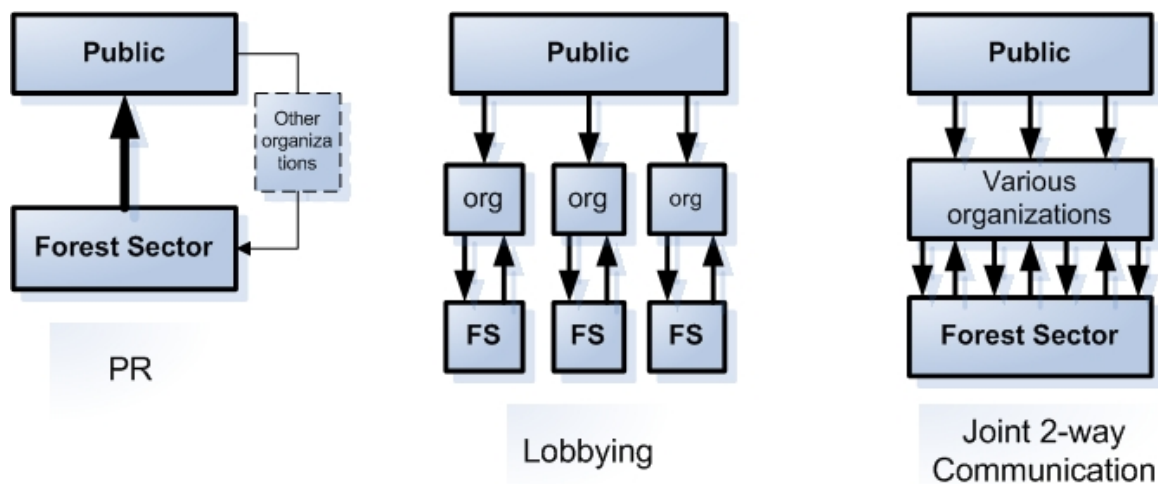 Public
Other
organiza
tions
Forest Sector
PR
Public
org
org
org
FS
FS
FS
Lobbying
Public
Various
organizations
Forest Sector
Joint 2-way
Communication